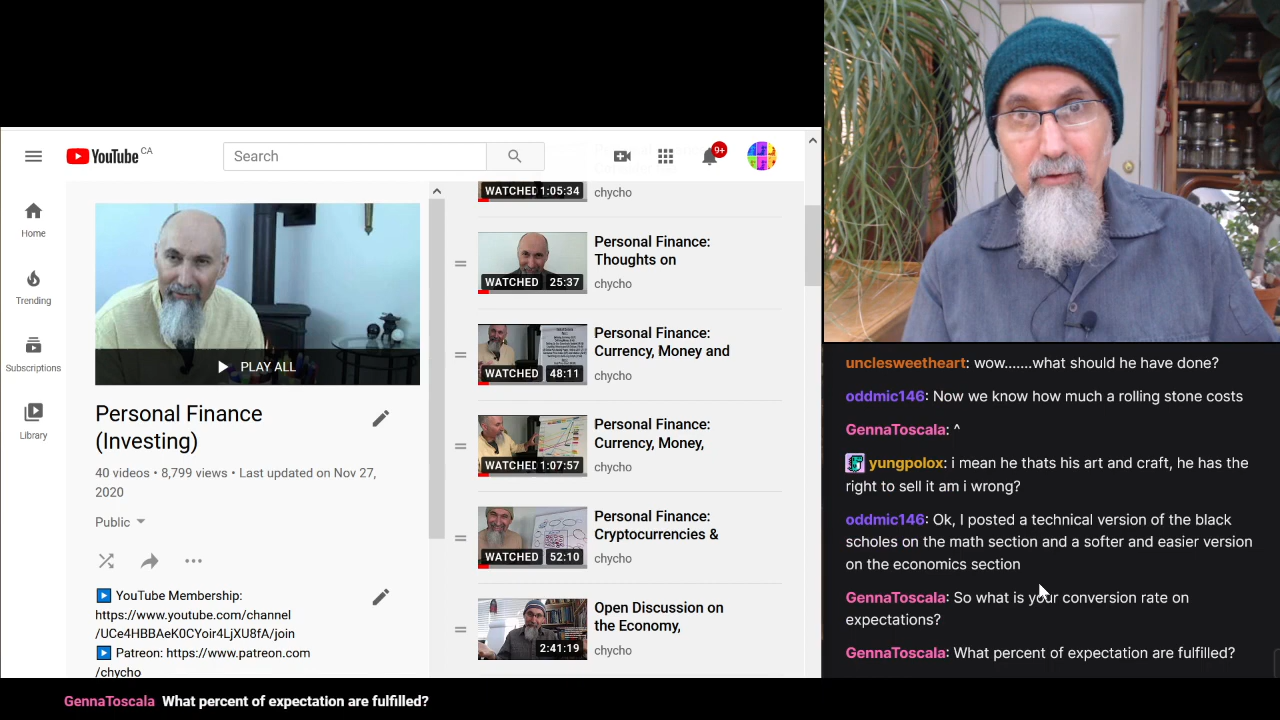 YouTube CA
Search
9+
Home
Trending
Subscriptions
Library
PLAY ALL
Personal Finance
(Investing)
40 videos • 8,799 views • Last updated on Nov 27,
2020
Public
YouTube Membership:
https://www.youtube.com/channel
/UCe4HBBAeK0CYoir4LjXU8fA/join
Patreon: https://www.patreon.com
/chycho
WATCHED 1:05:34
chycho
WATCHED 25:37
Personal Finance:
Thoughts on
chycho
WATCHED 48:11
Personal Finance:
Currency, Money and
chycho
WATCHED 1:07:57
Personal Finance:
Currency, Money,
chycho
WATCHED 52:10
Personal Finance:
Cryptocurrencies &
chycho
2:41:19
Open Discussion on
the Economy,
chycho
unclesweetheart: wow.......what should he have done?
oddmic146: Now we know how much a rolling stone costs
GennaToscala: ^
yungpolox: i mean he thats his art and craft, he has the
right to sell it am i wrong?
oddmic146: Ok, I posted a technical version of the black
scholes on the math section and a softer and easier version
on the economics section
GennaToscala: So what is your conversion rate on
expectations?
GennaToscala: What percent of expectation are fulfilled?
GennaToscala What percent of expectation are fulfilled?